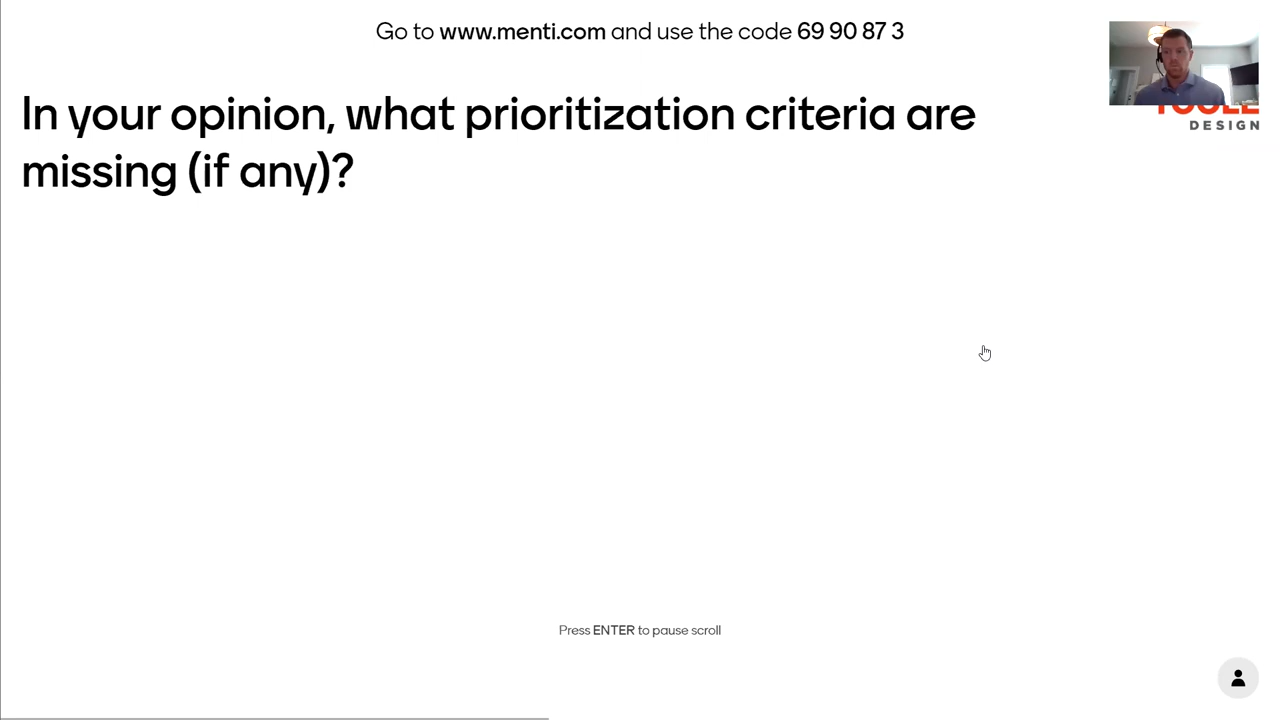 Go to www.menti.com and use the code 69 90 87 3
In your opinion, what prioritization criteria are
missing (if any)?
TOOLE
DESIGN
Press ENTER to pause scroll